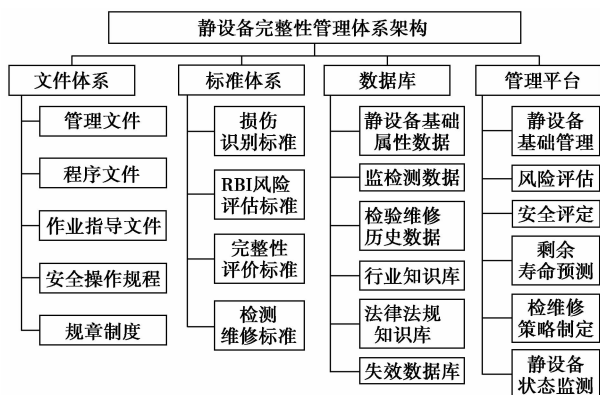 静设备完整性管理体系架构
文件体系
管理文件
程序文件
作业指导文件
安全操作规程
规章制度
标准体系
损伤
识别标准
RBI风险
评估标准
完整性
评价标准
检测
维修标准
数据库
静设备基础
属性数据
监检测数据
检验维修
历史数据
行业知识库
法律法规
知识库
失效数据库
管理平台
静设备
基础管理
风险评估
安全评定
剩余
寿命预测
检维修
策略制定
静设备
状态监测